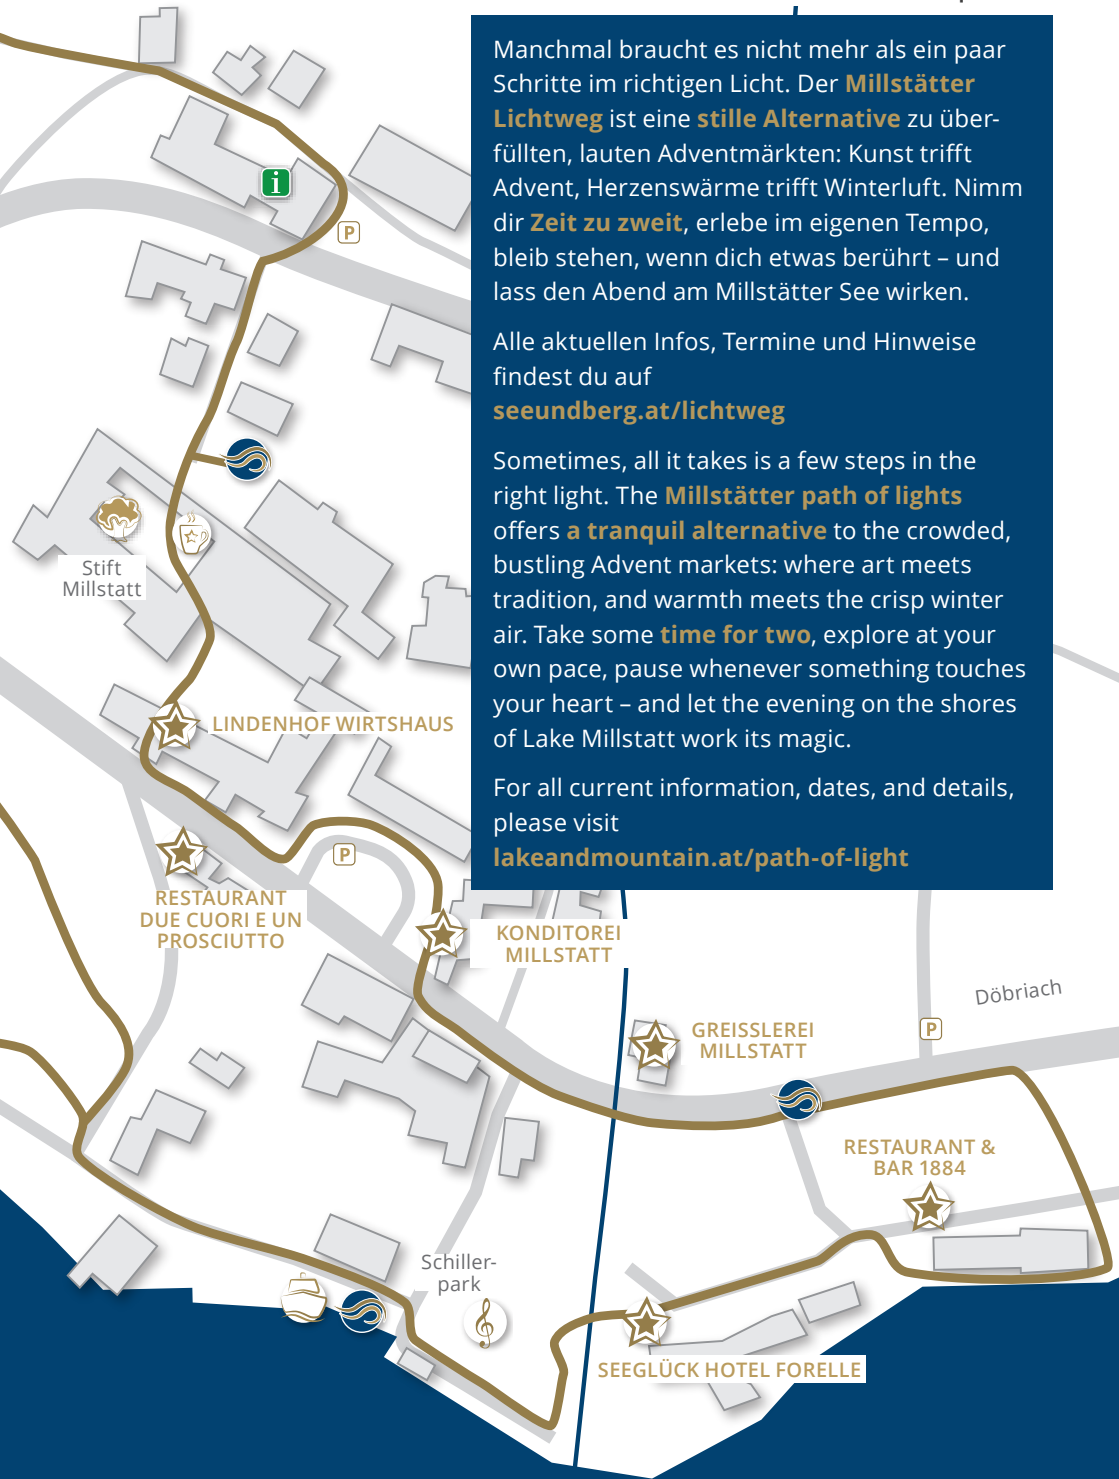 Manchmal braucht es nicht mehr als ein paar
Schritte im richtigen Licht. Der Millstätter
Lichtweg ist eine stille Alternative zu über-
füllten, lauten Adventmärkten: Kunst trifft
Advent, Herzenswärme trifft Winterluft. Nimm
dir Zeit zu zweit, erlebe im eigenen Tempo,
bleib stehen, wenn dich etwas berührt – und
lass den Abend am Millstätter See wirken.
Alle aktuellen Infos, Termine und Hinweise
findest du auf
seeundberg.at/lichtweg
Sometimes, all it takes is a few steps in the
right light. The Millstätter path of lights
offers a tranquil alternative to the crowded,
bustling Advent markets: where art meets
tradition, and warmth meets the crisp winter
air. Take some time for two, explore at your
own pace, pause whenever something touches
your heart – and let the evening on the shores
of Lake Millstatt work its magic.
For all current information, dates, and details,
please visit
lakeandmountain.at/path-of-light
i
P
Stift
Millstatt
LINDENHOF WIRTSHAUS
P
RESTAURANT
DUE CUORI E UN
PROSCIUTTO
KONDITOREI
MILLSTATT
Döbriach
P
GREISSLEREI
MILLSTATT
RESTAURANT &
BAR 1884
Schiller-
park
SEEGLÜCK HOTEL FORELLE